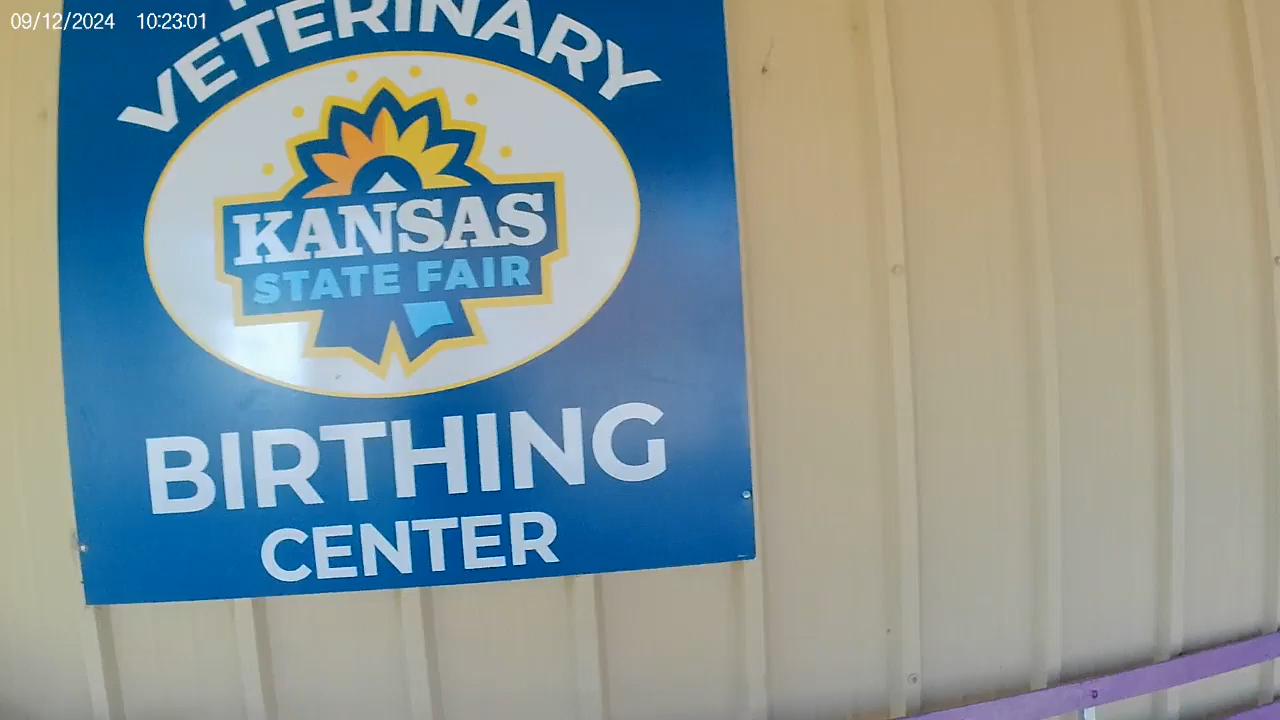 09/12/2024 10:23:01
VETERINARY
KANSAS
STATE FAIR
BIRTHING
CENTER